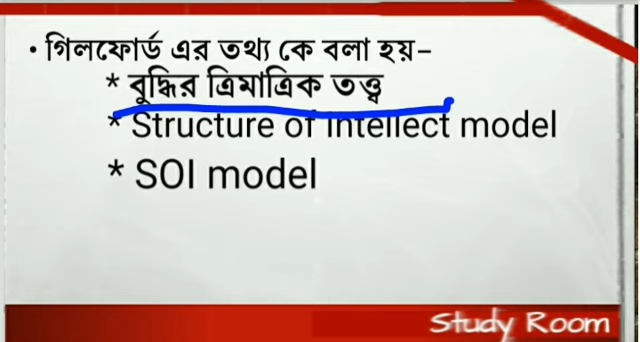 • গিলফোর্ড এর তথ্য কে বলা হয়–
* বুদ্ধির ত্রিমাত্রিক তত্ত্ব
* Structure of intellect model
* SOI model
Study Room